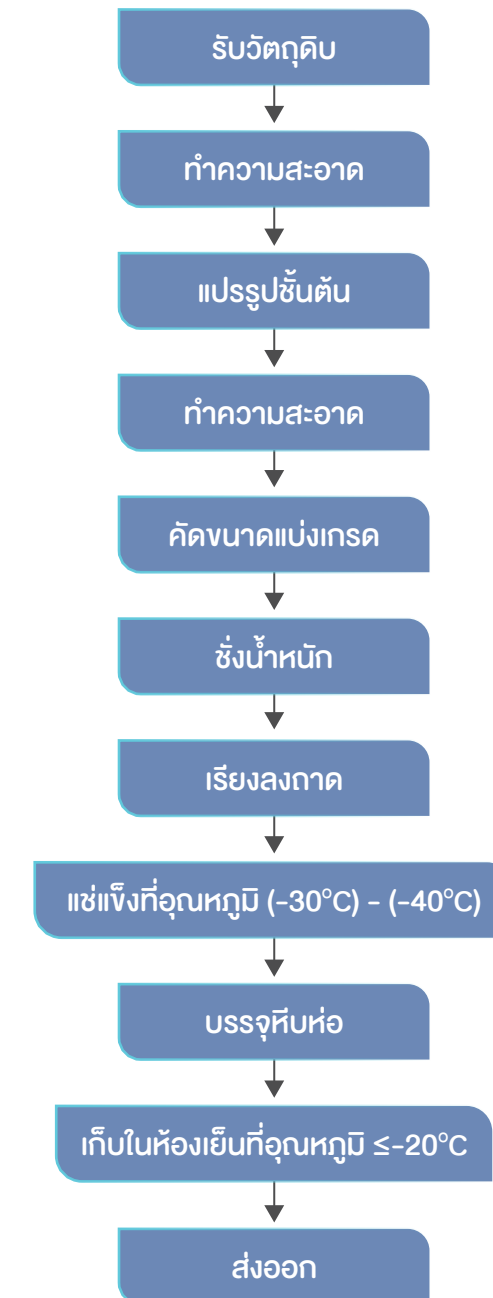 รับวัตถุดิบ
ทำความสะอาด
แปรรูปชั้นต้น
ทำความสะอาด
คัดขนาดแบ่งเกรด
ชั่งน้ำหนัก
เรียงลงถาด
แช่แข็งที่อุณหภูมิ (-30°C) - (-40°C)
บรรจุหีบห่อ
เก็บในห้องเย็นที่อุณหภูมิ ≤-20°C
ส่งออก